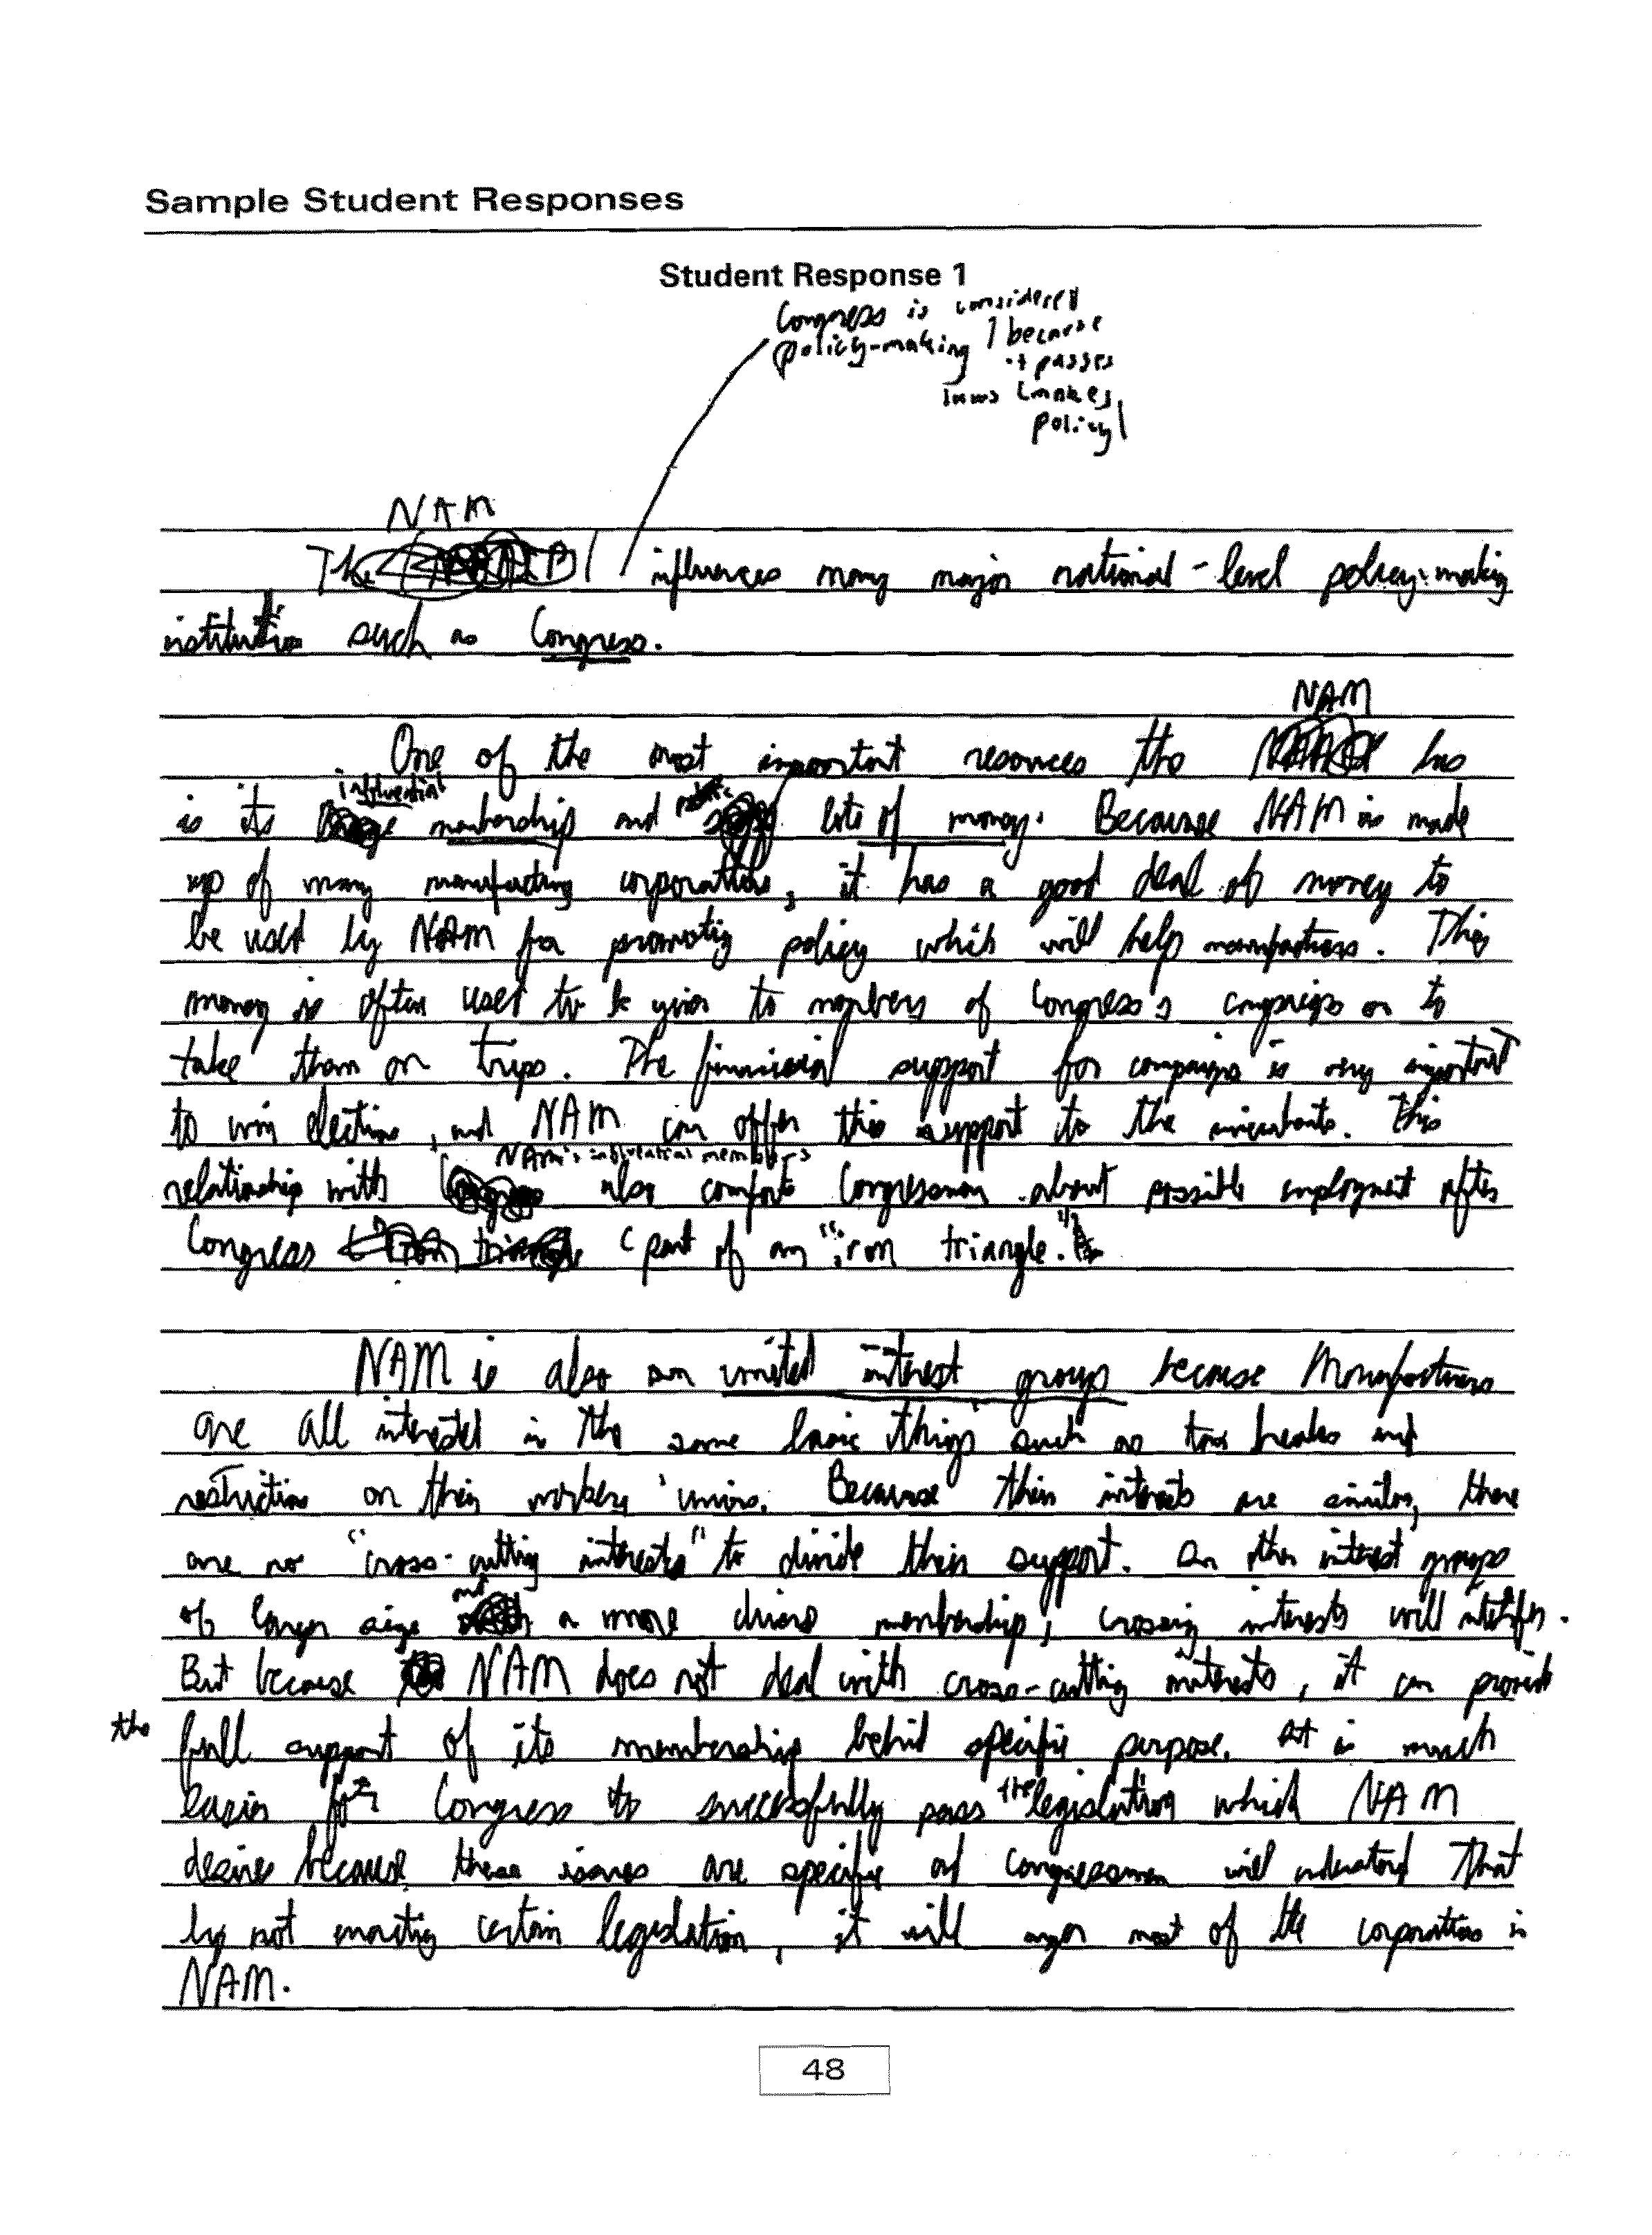 Sample Student Responses
Student Response 1
Congress is considered
policy-making because
it passes
laws (makes
policy)
NAM
The influences many major national-level policy-making
institutions such as Congress.
NAM
One of the most important resources the has
influential
is its membership and lots of money. Because NAM is made
up of many manufacturing corporations, it has a good deal of money to
be used by NAM for promoting policy which will help manufacturers. This
money is often used to be given to members of Congress's campaigns or to
take them on trips. The financial support for campaigns is very important
to win elections, and NAM can offer this support to the incumbents. This
NAM's influential members
relationship with also comforts Congressmen about possible employment after
Congress (part of an "iron triangle."
NAM is also an united interest groups because Manufacturers
are all interested in the same basic things such as tax breaks and
restrictions on their workers' unions. Because their interests are similar, there
are no "cross-cutting interests" to divide their support. In other interest groups
and
of larger size a more diverse membership, crossing interests will interfer.
But because NAM does not deal with cross-cutting interests, it can provide
the full support of its membership behind specific purpose. It is much
easier for Congress to successfully pass the legislation which NAM
desires because these issues are specific and congressmen will understand that
by not enacting certain legislation, it will anger most of the corporations in
NAM.
48